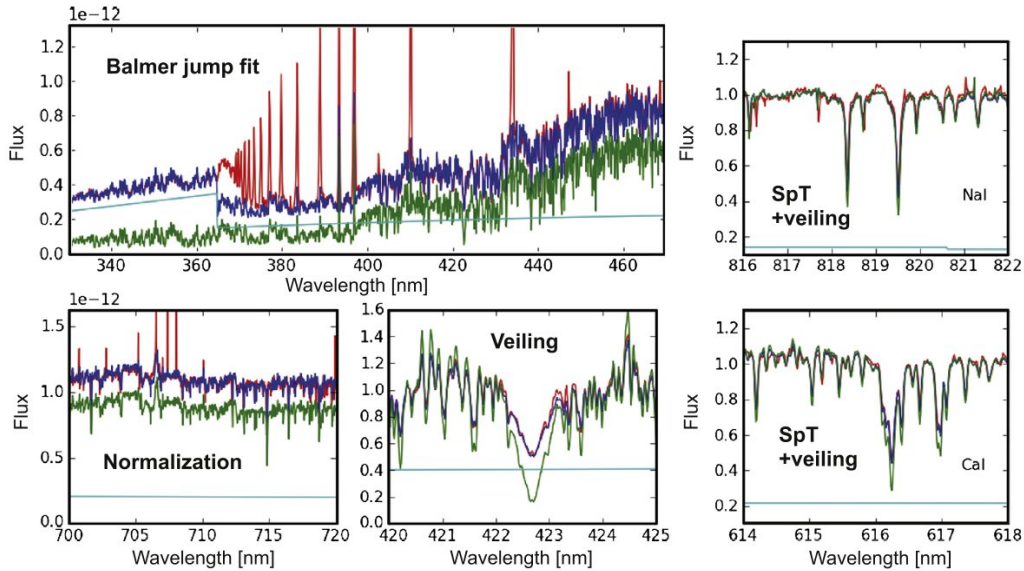 1e−12
Balmer jump fit
Flux
1.2
1.0
0.8
0.6
0.4
0.2
0.0
340 360 380 400 420 440 460
Wavelength [nm]
Flux
1.2
1.0
0.8
0.6
0.4
0.2
SpT
+veiling
NaI
816 817 818 819 820 821 822
1e−12
Flux
1.5
1.0
0.5
0.0
Normalization
700 705 710 715 720
Wavelength [nm]
1.6
1.4
1.2
1.0
0.8
0.6
0.4
0.2
0.0
Veiling
420 421 422 423 424 425
Wavelength [nm]
Flux
1.2
1.0
0.8
0.6
0.4
0.2
SpT
+veiling
CaI
614 615 616 617 618
Wavelength [nm]